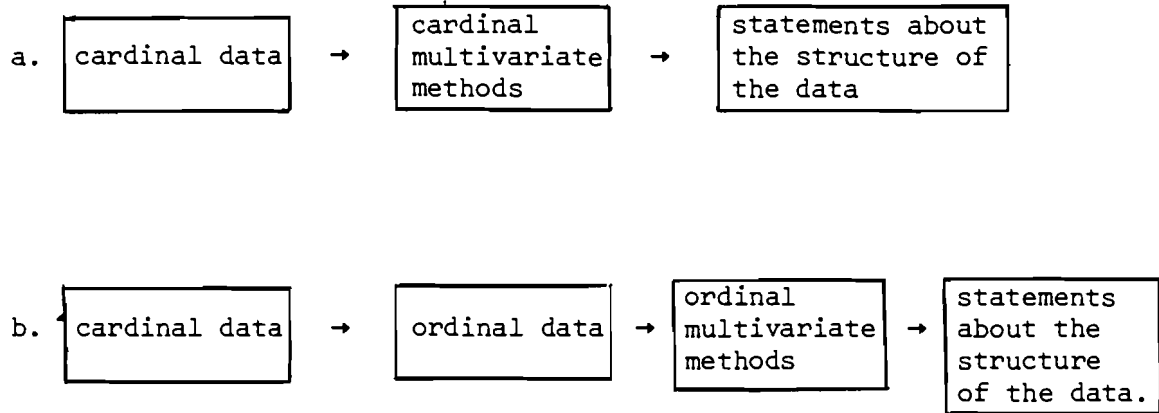 a. cardinal data → cardinal multivariate methods → statements about the structure of the data
b. cardinal data → ordinal data → ordinal multivariate methods → statements about the structure of the data.